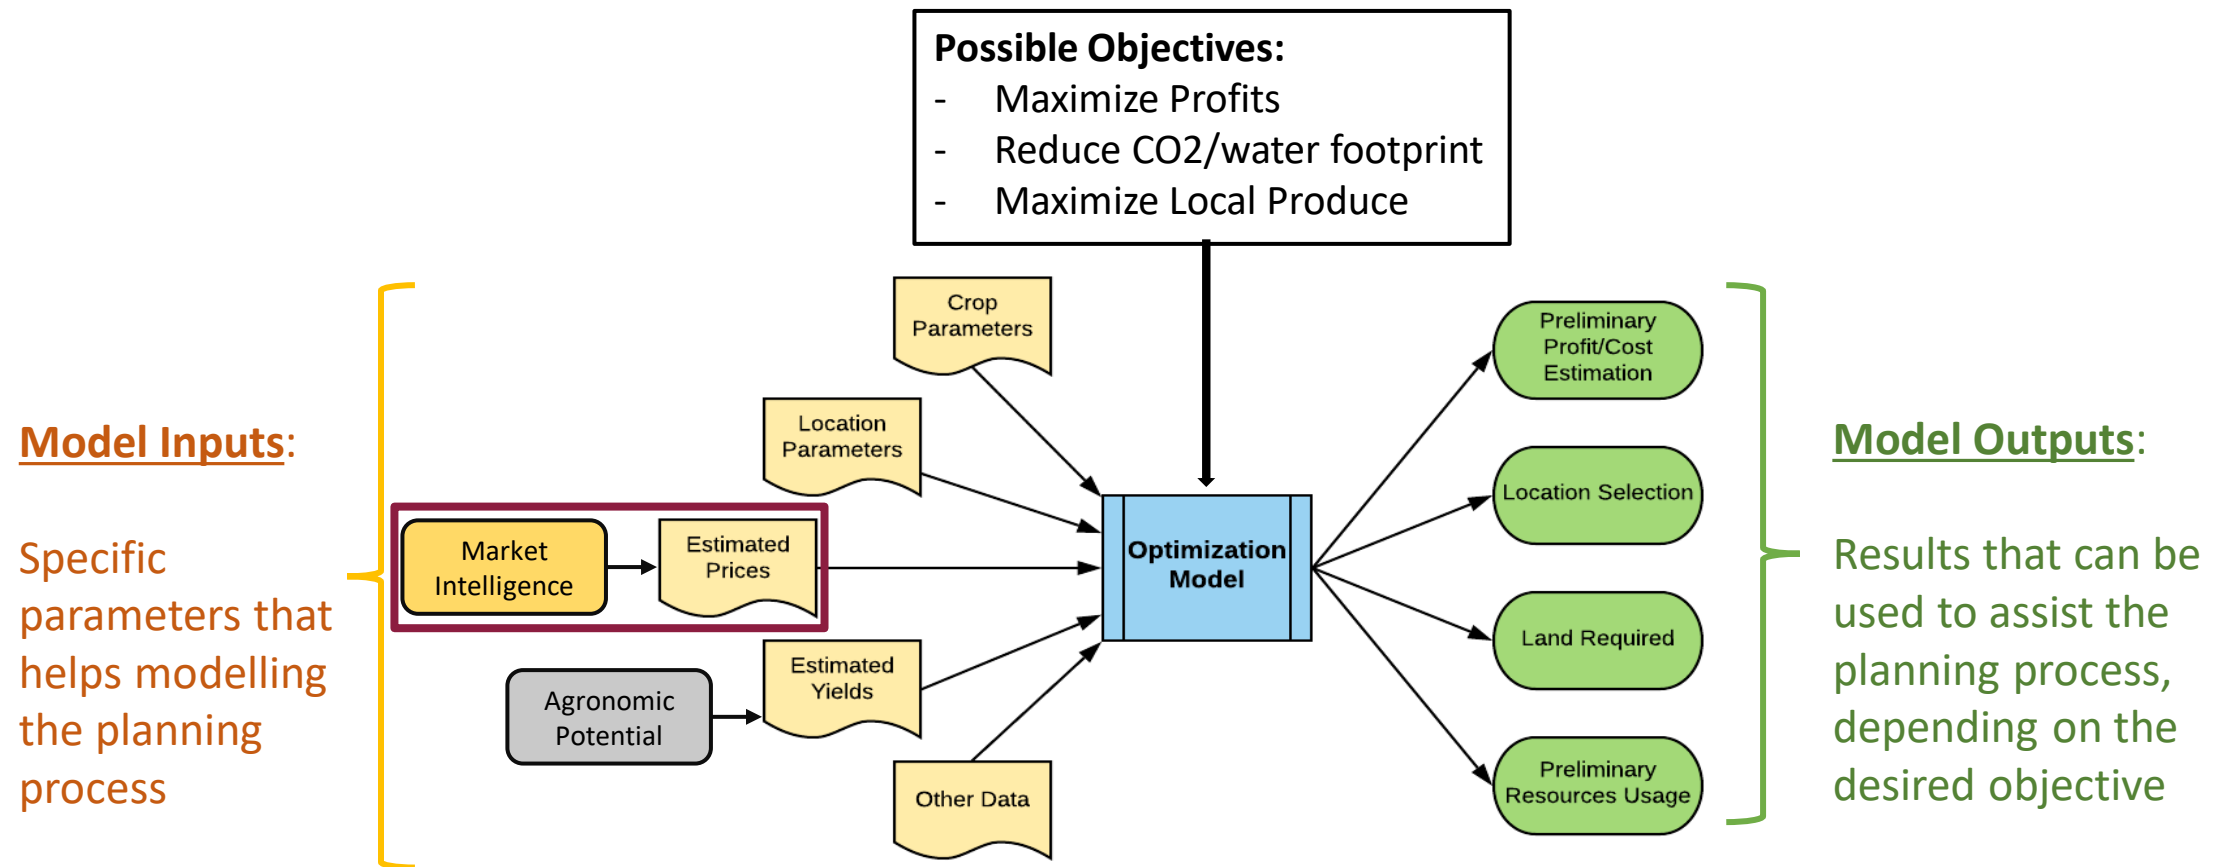 Possible Objectives:
- Maximize Profits
- Reduce CO2/water footprint
- Maximize Local Produce
Model Inputs:
Specific
parameters that
helps modelling
the planning
process
Crop
Parameters
Location
Parameters
Market
Intelligence
Estimated
Prices
Agronomic
Potential
Estimated
Yields
Other Data
Optimization
Model
Preliminary
Profit/Cost
Estimation
Location Selection
Land Required
Preliminary
Resources Usage
Model Outputs:
Results that can be
used to assist the
planning process,
depending on the
desired objective